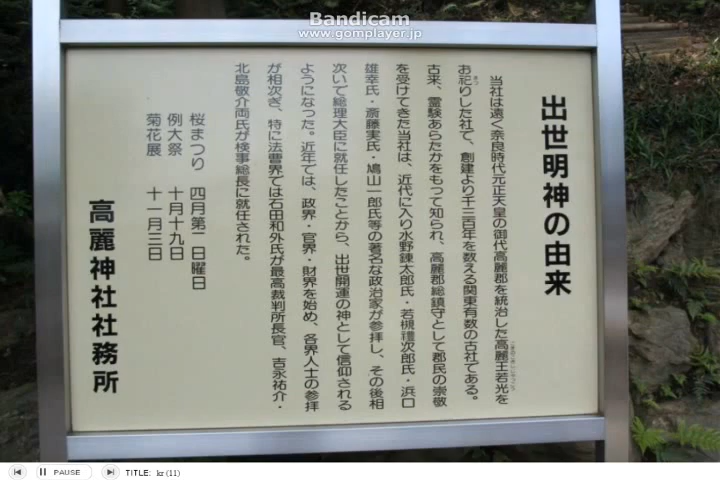 Bandicam
www.gomplayer.jp
出世明神の由来
当社は遠く奈良時代元正天皇の御代高麗郡を統治した高麗王若光を
お祀りした社で、創建より千三百年を数える関東有数の古社である。
古来、霊験あらたかをもって知られ、高麗郡総鎮守として郡民の崇敬
を受けてきた当社は、近代に入り水野錬太郎氏・若槻禮次郎氏・浜口
雄幸氏・斎藤実氏・鳩山一郎氏等の著名な政治家が参拝し、その後相
次いで総理大臣に就任したことから、出世開運の神として信仰される
ようになった。近年では、政界・官界・財界を始め、各界人士の参拝
が相次ぎ、特に法曹界では石田和外氏が最高裁判所長官、吉永祐介・
北島敬介両氏が検事総長に就任された。
桜まつり 四月第一日曜日
例大祭 十月十九日
菊花展 十一月三日
高麗神社社務所
PAUSE TITLE: kr (11)